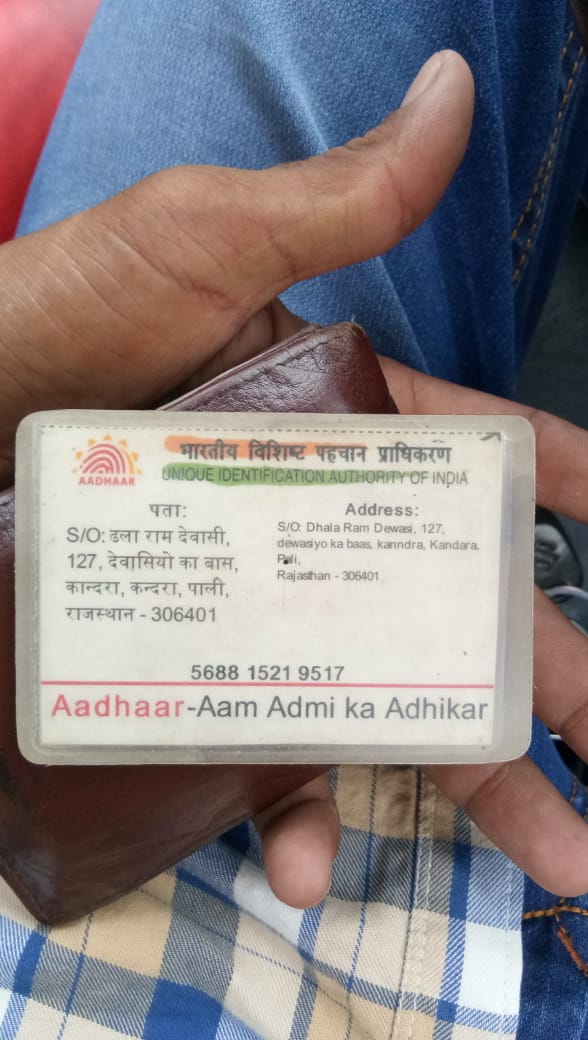 AADHAAR
भारतीय विशिष्ट पहचान प्राधिकरण
UNIQUE IDENTIFICATION AUTHORITY OF INDIA
पता:
S/O: ढला राम देवासी,
127, देवासियो का बास,
कान्दरा, कन्दरा, पाली,
राजस्थान - 306401
Address:
S/O: Dhala Ram Dewasi, 127,
dewasiyo ka baas, kanndra, Kandara,
Pali,
Rajasthan - 306401
5688 1521 9517
Aadhaar-Aam Admi ka Adhikar